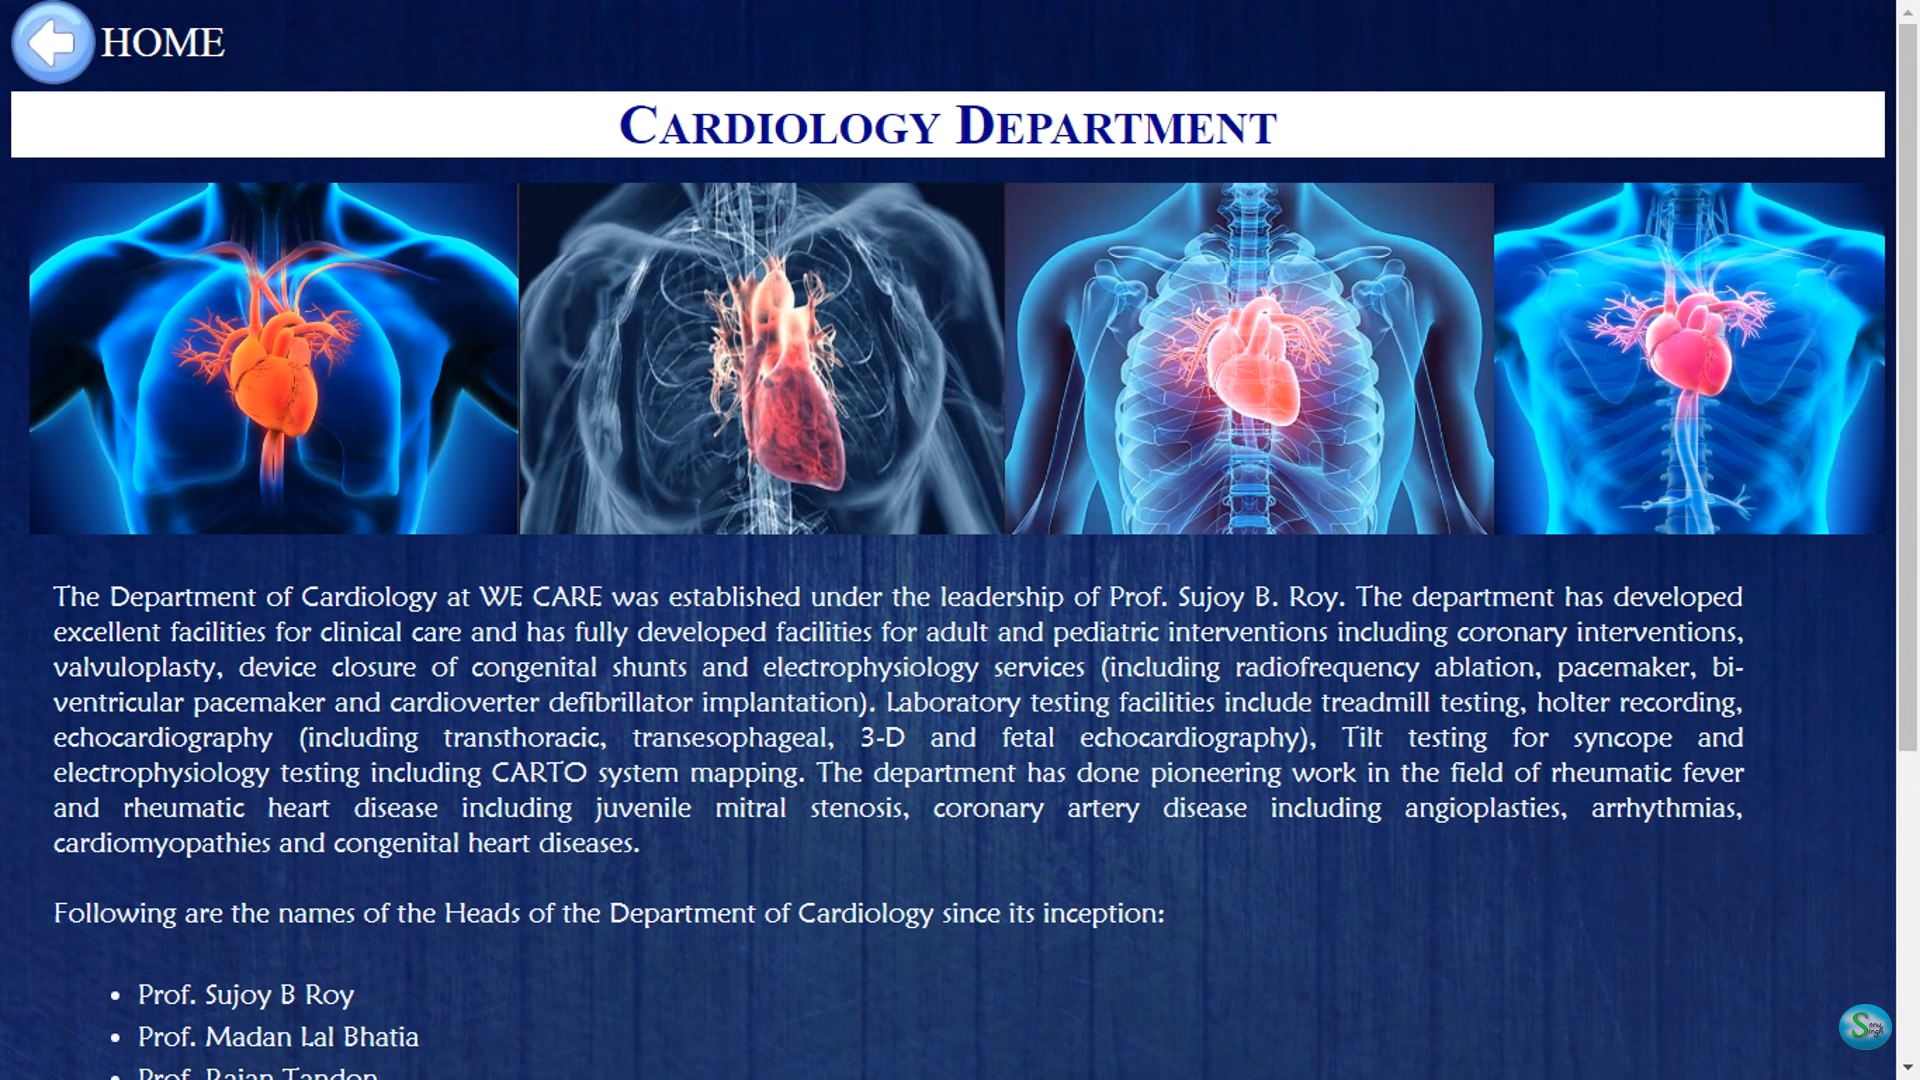 HOME
CARDIOLOGY DEPARTMENT
The Department of Cardiology at WE CARE was established under the leadership of Prof. Sujoy B. Roy. The department has developed
excellent facilities for clinical care and has fully developed facilities for adult and pediatric interventions including coronary interventions,
valvuloplasty, device closure of congenital shunts and electrophysiology services (including radiofrequency ablation, pacemaker, bi-
ventricular pacemaker and cardioverter defibrillator implantation). Laboratory testing facilities include treadmill testing, holter recording,
echocardiography (including transthoracic, transesophageal, 3-D and fetal echocardiography), Tilt testing for syncope and
electrophysiology testing including CARTO system mapping. The department has done pioneering work in the field of rheumatic fever
and rheumatic heart disease including juvenile mitral stenosis, coronary artery disease including angioplasties, arrhythmias,
cardiomyopathies and congenital heart diseases.
Following are the names of the Heads of the Department of Cardiology since its inception:
• Prof. Sujoy B Roy
• Prof. Madan Lal Bhatia
• Prof. Rajan Tandon